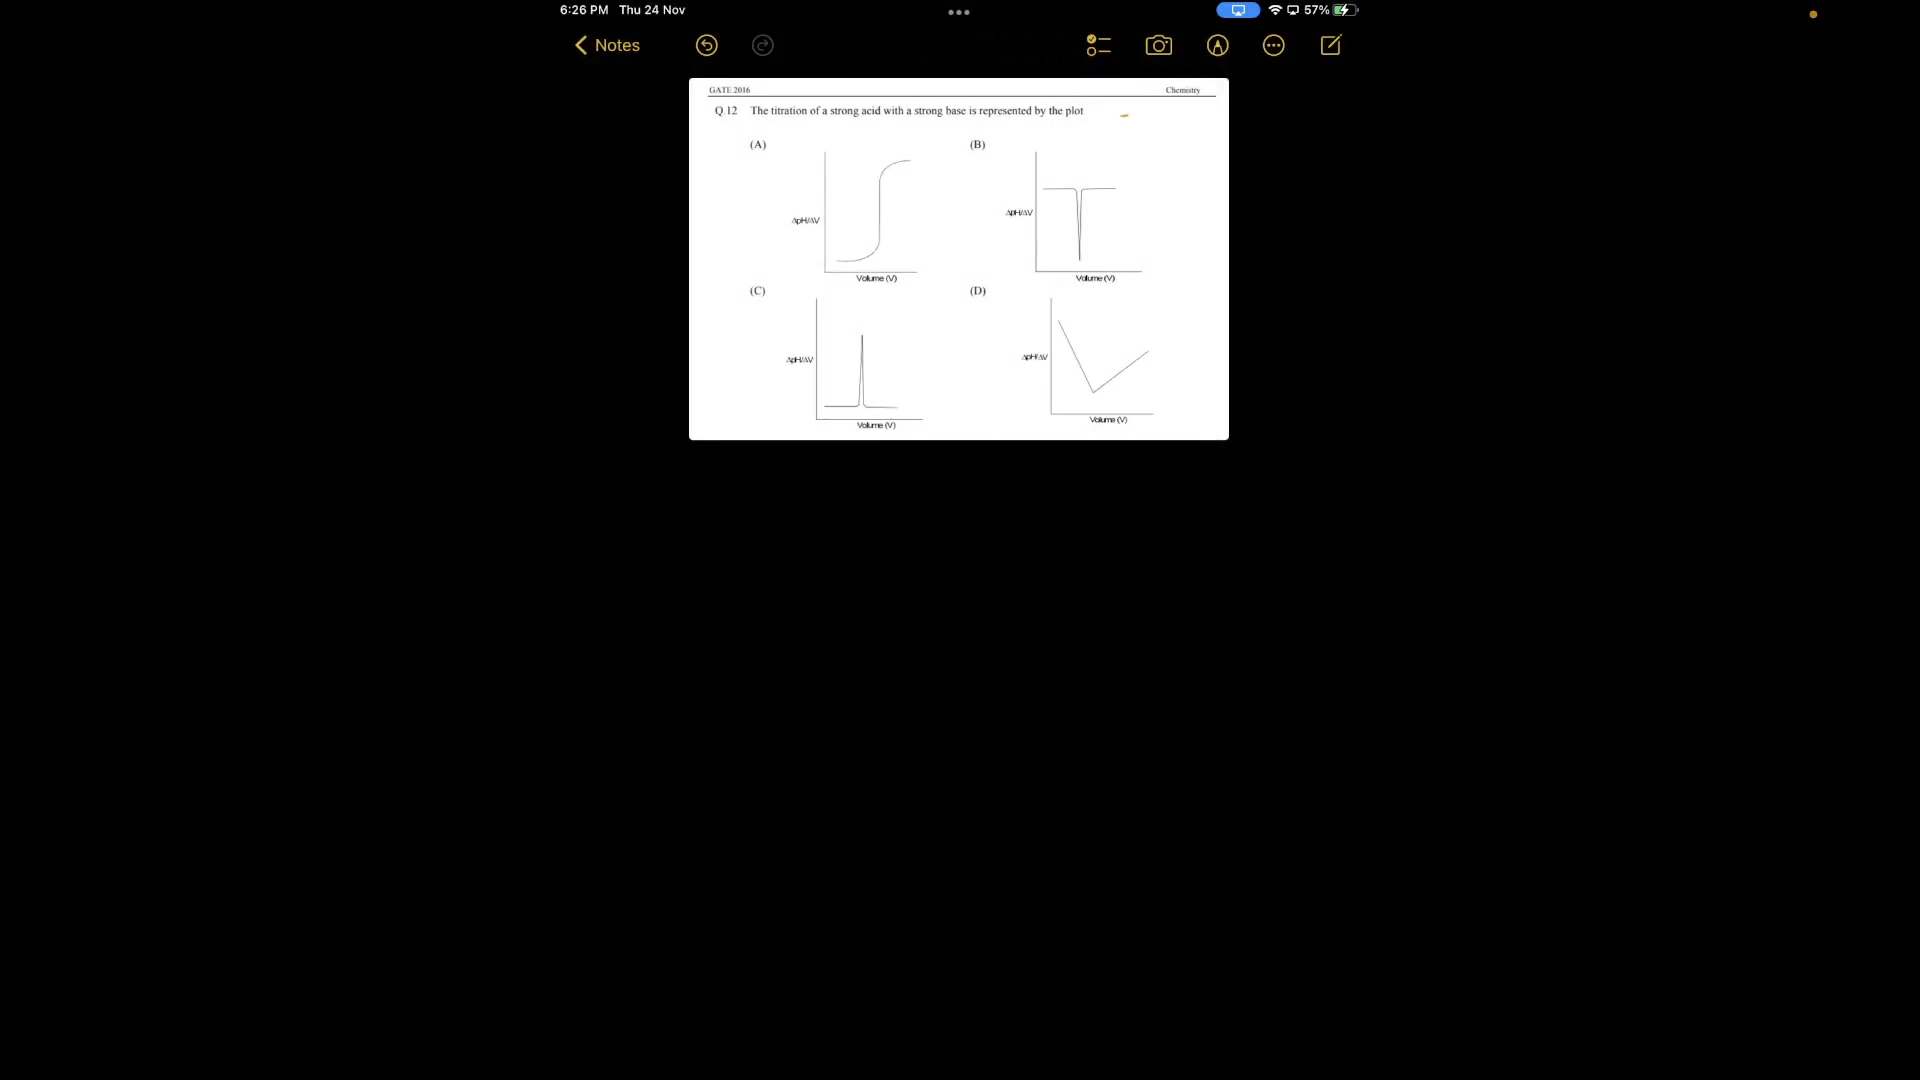 6:26 PM Thu 24 Nov
57%
Notes
GATE 2016
Chemistry
Q.12 The titration of a strong acid with a strong base is represented by the plot
(A)
(B)
ΔpH/ΔV
ΔpH/ΔV
Volume (V)
Volume (V)
(C)
(D)
ΔpH/ΔV
ΔpH/ΔV
Volume (V)
Volume (V)